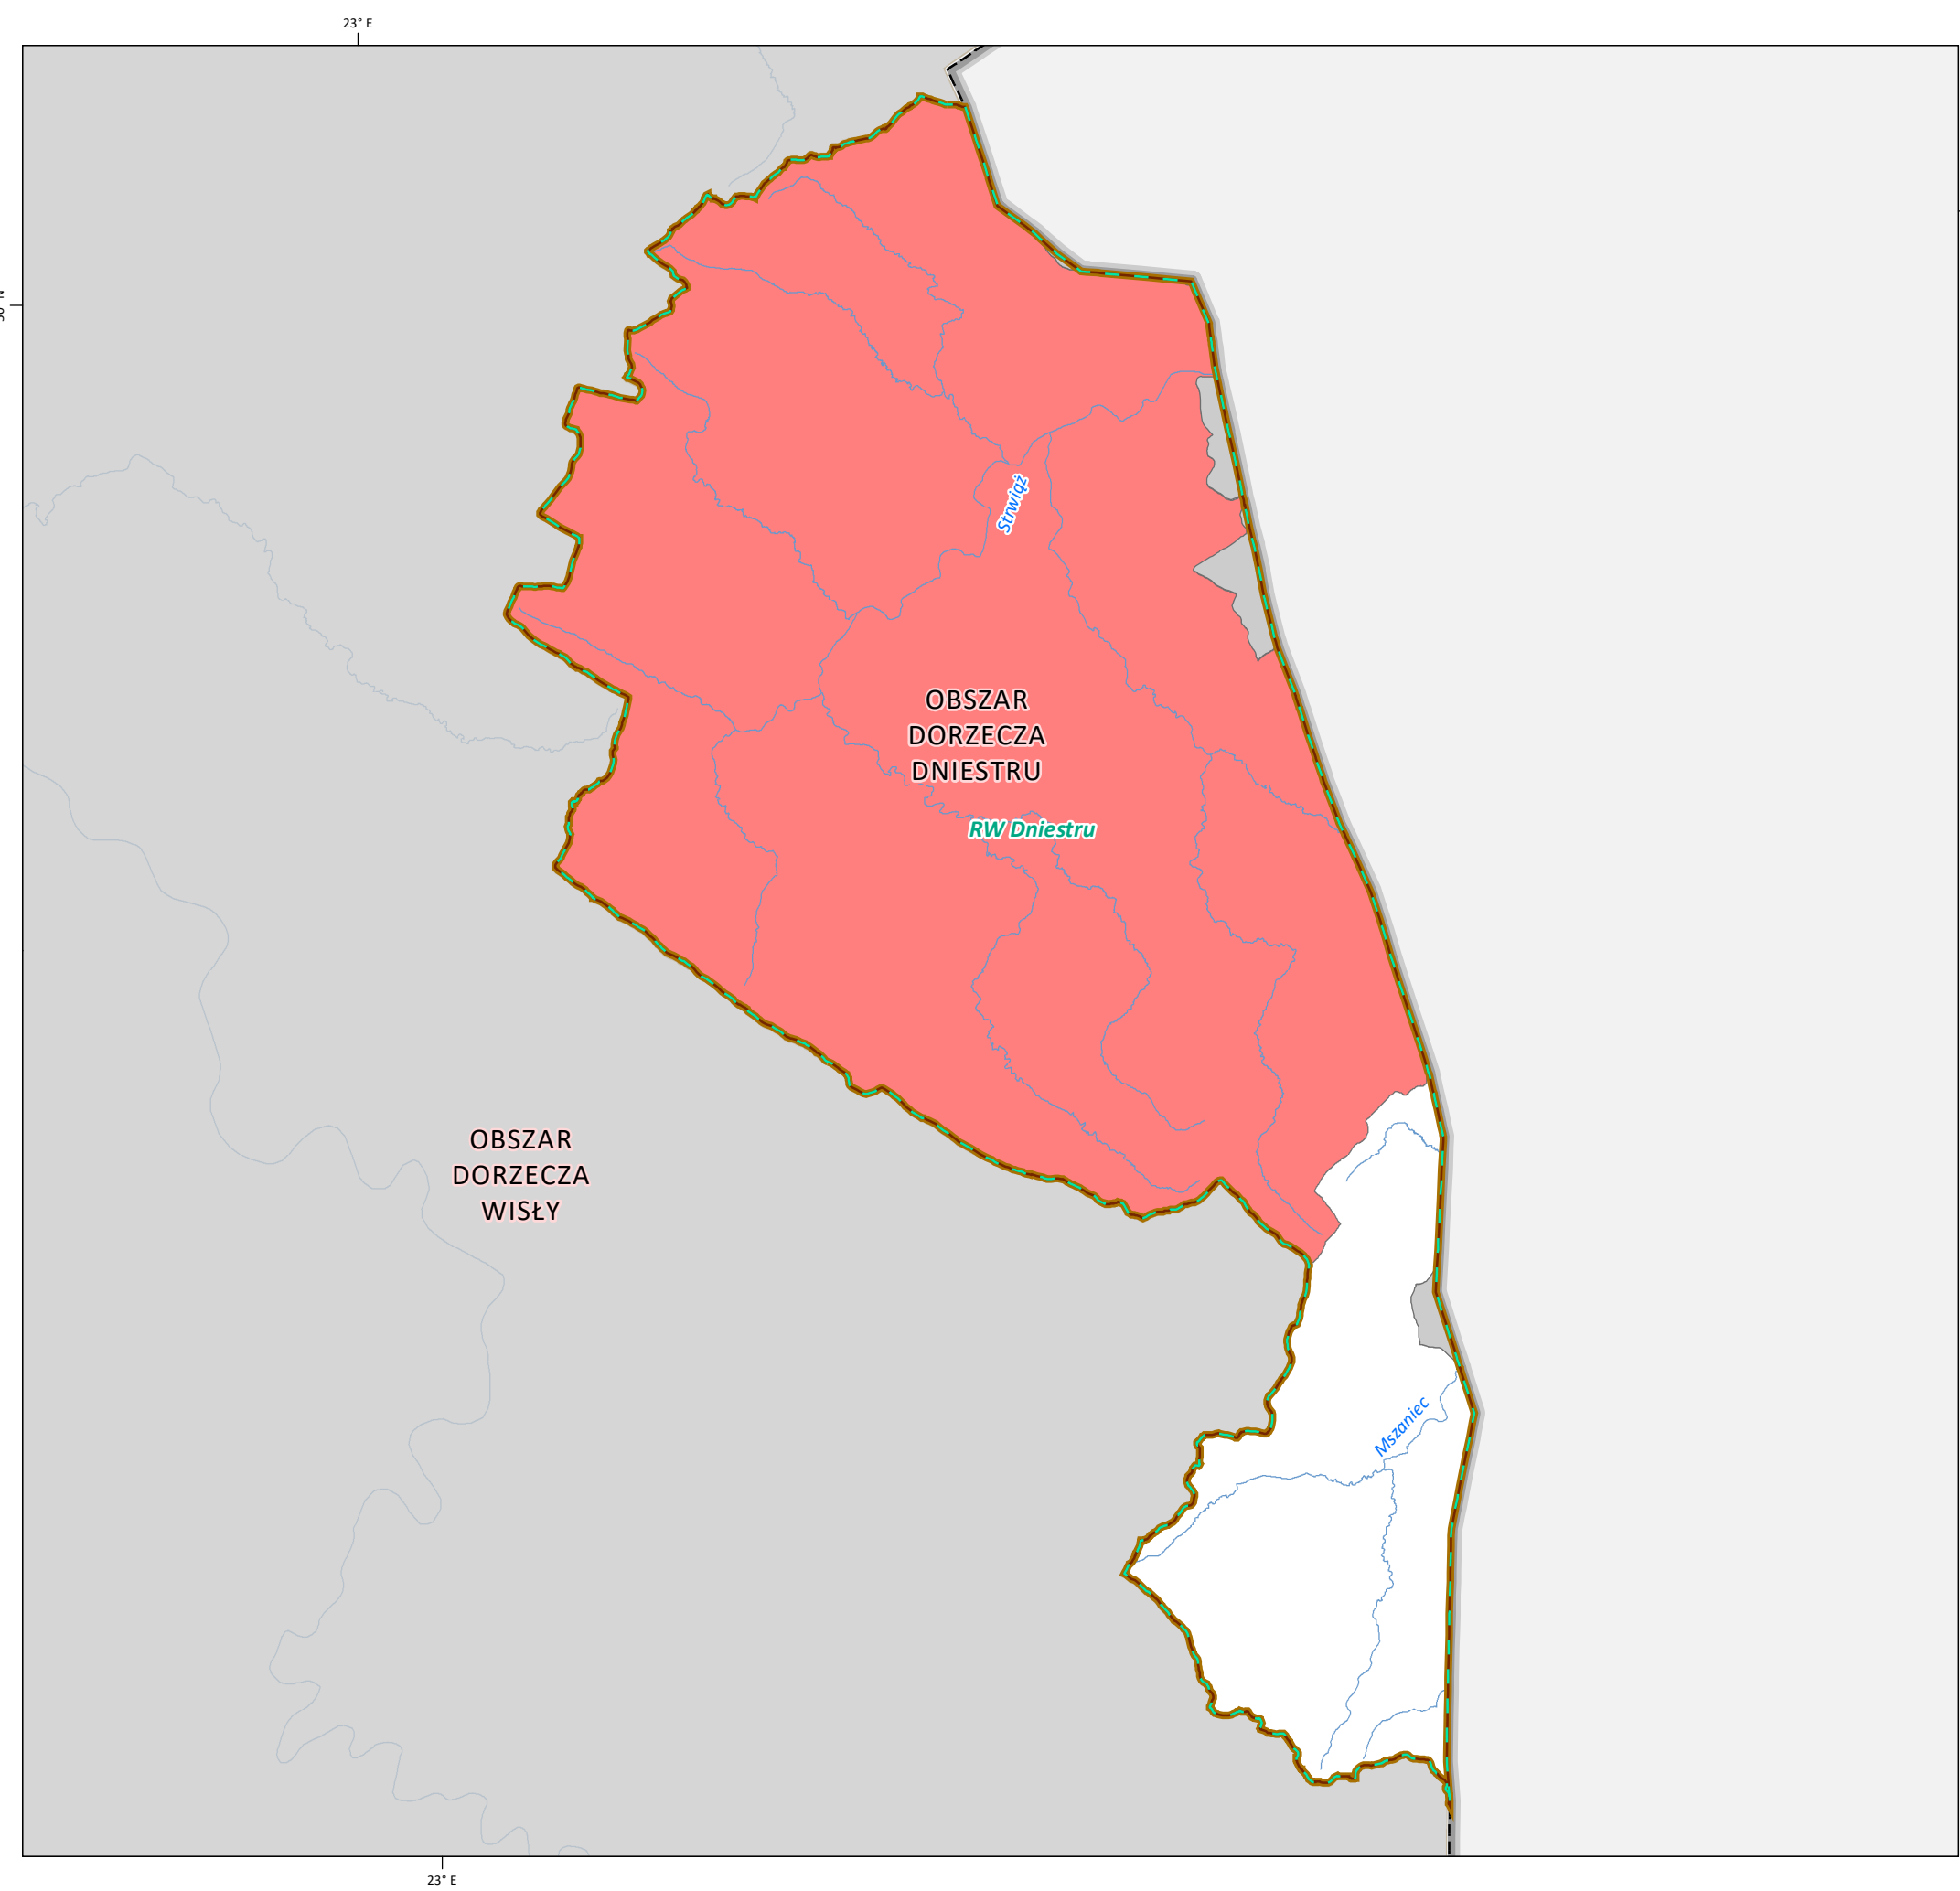 23° E
Strwiąż
OBSZAR
DORZECZA
DNIESTRU
RW Dniestru
OBSZAR
DORZECZA
WISŁY
Mszaniec
23° E